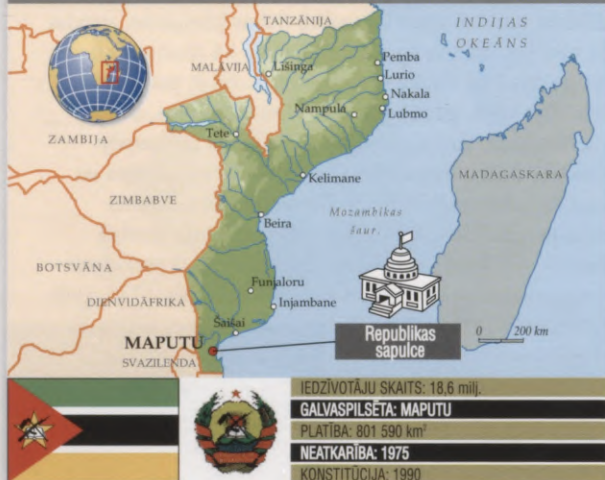 TANZĀNIJA
INDIJAS
OKEĀNS
MALĀVIJA
Lišinga
Pemba
Lurio
Nakala
Lubmo
Nampula
ZAMBIJA
Tete
Kelimane
MADAGASKARA
ZIMBABVE
Mozambikas
šaur.
Beira
BOTSVĀNA
Funjaloru
DIENVIDĀFRIKA
Injambane
Šaišai
MAPUTU
SVAZILENDA
Republikas
sapulce
0 200 km
IEDZĪVOTĀJU SKAITS: 18,6 milj.
GALVASPILSĒTA: MAPUTU
PLATĪBA: 801 590 km²
NEATKARĪBA: 1975
KONSTITŪCIJA: 1990